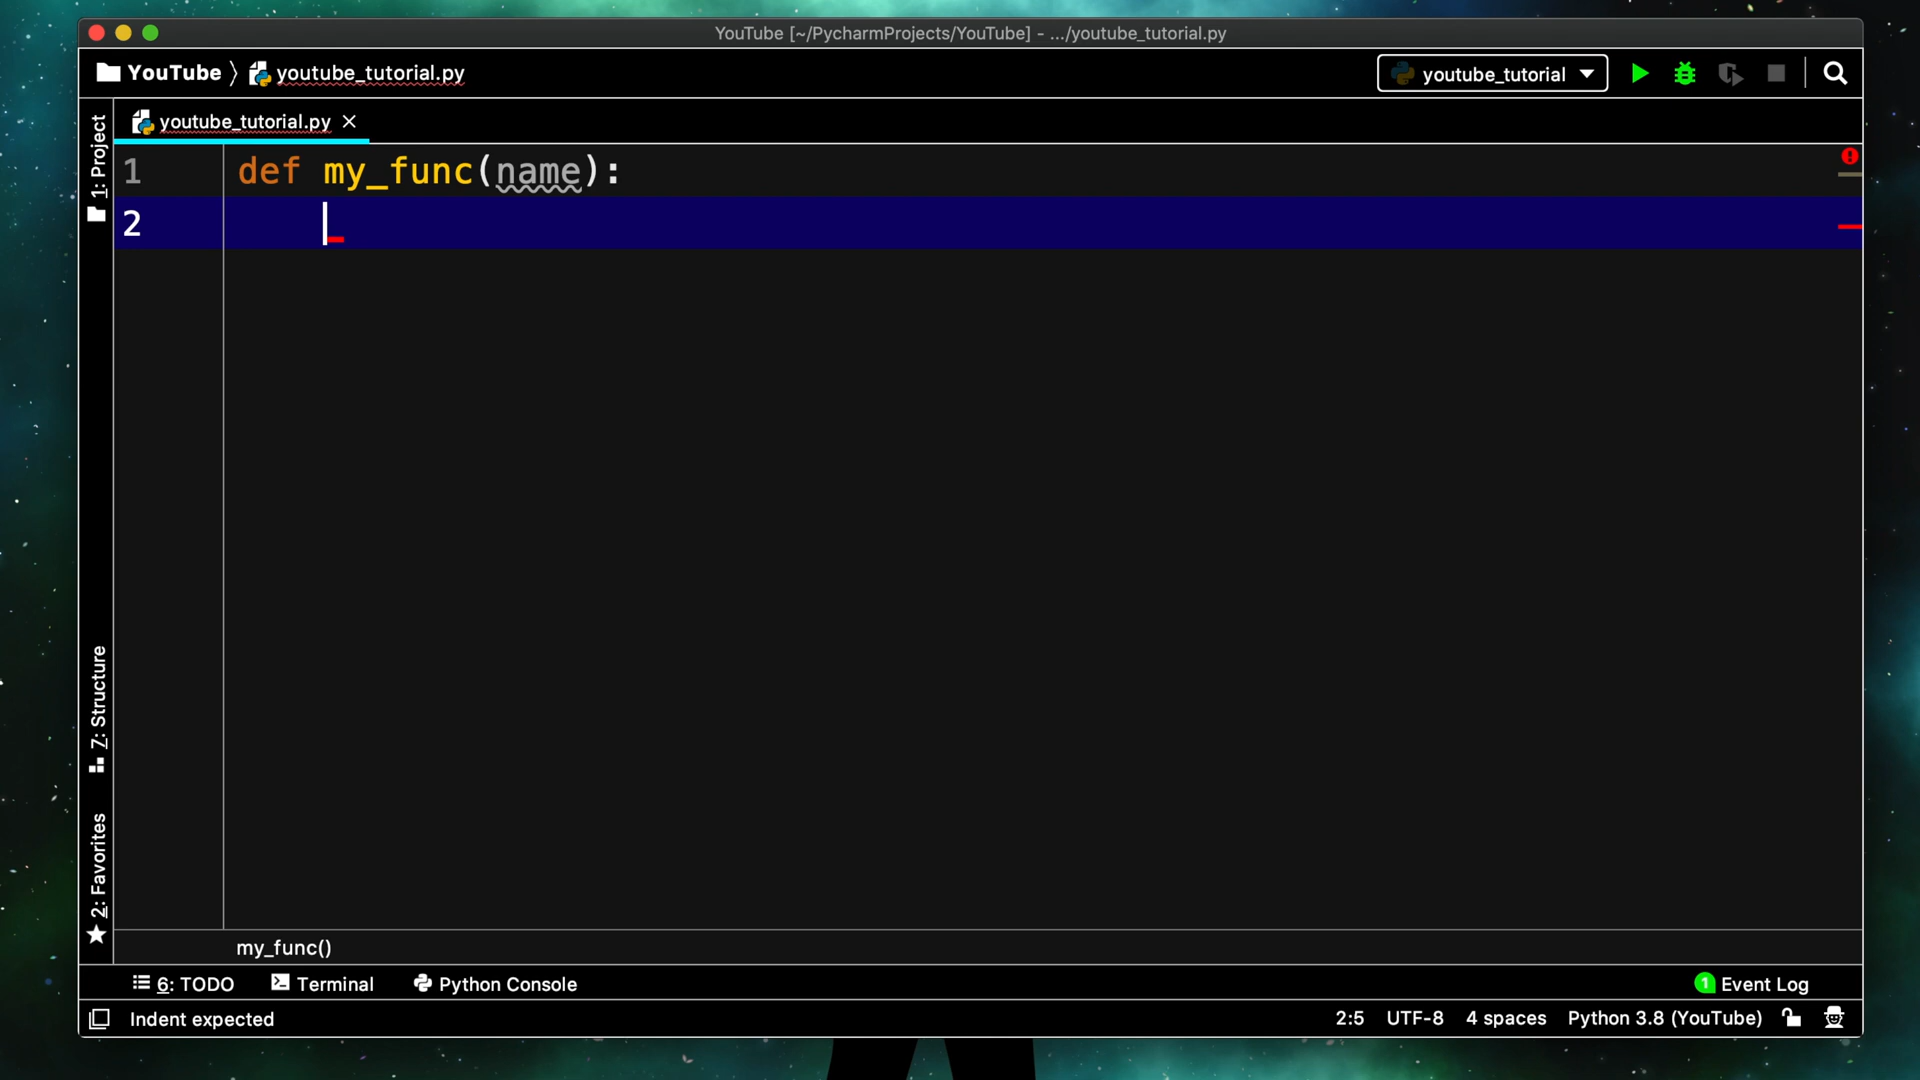 YouTube [~/PycharmProjects/YouTube] - .../youtube_tutorial.py
YouTube 〉 youtube_tutorial.py
youtube_tutorial
youtube_tutorial.py ×
1: Project
1 def my_func(name):
2
7: Structure
2: Favorites
my_func()
6: TODO Terminal Python Console 1 Event Log
Indent expected 2:5 UTF-8 4 spaces Python 3.8 (YouTube)